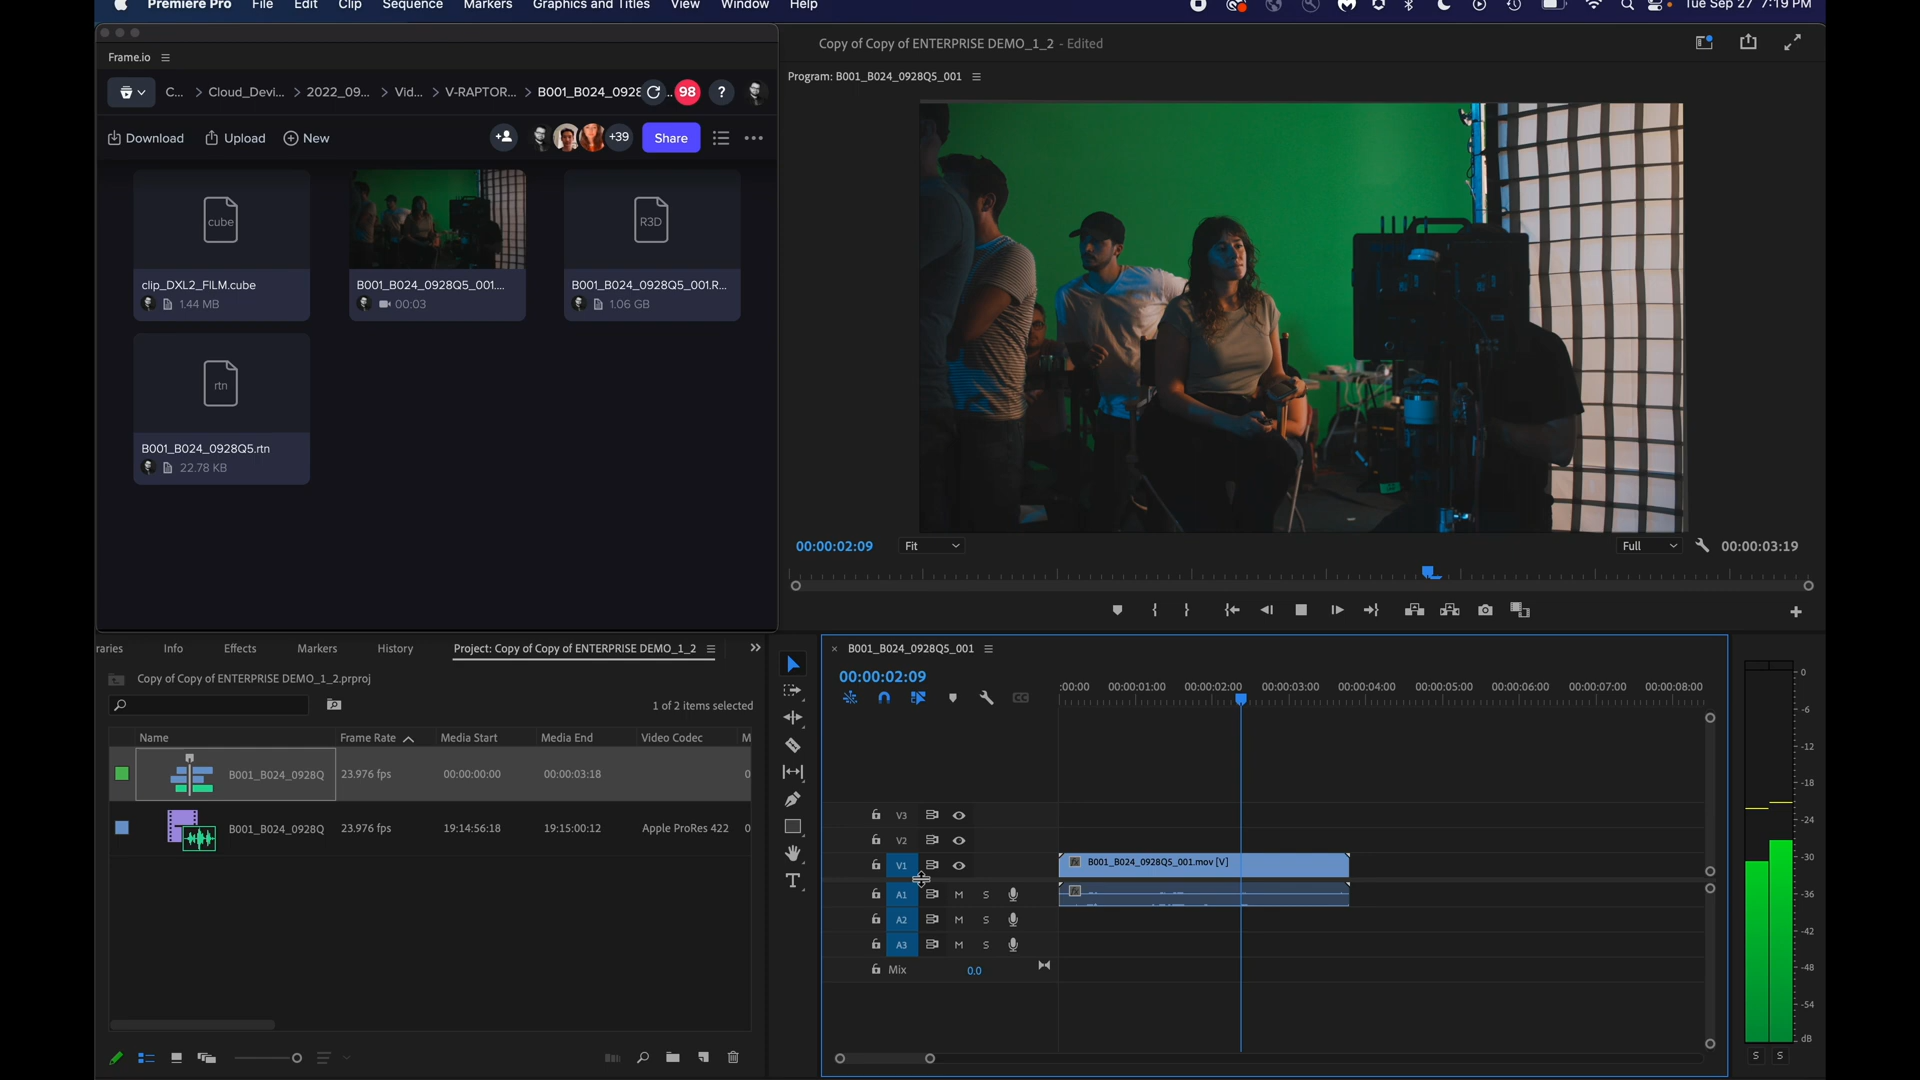 Premiere Pro File Edit Clip Sequence Markers Graphics and Titles View Window Help Tue Sep 27 7:19 PM
Frame.io
C... > Cloud_Devi... > 2022_09... > Vid... > V-RAPTOR... > B001_B024_0928 ... 98 ?
Download Upload New +39 Share
cube
clip_DXL2_FILM.cube
1.44 MB
B001_B024_0928Q5_001....
00:03
R3D
B001_B024_0928Q5_001.R...
1.06 GB
rtn
B001_B024_0928Q5.rtn
22.78 KB
Copy of Copy of ENTERPRISE DEMO_1_2 - Edited
Program: B001_B024_0928Q5_001
00:00:02:09 Fit Full 00:00:03:19
raries Info Effects Markers History Project: Copy of Copy of ENTERPRISE DEMO_1_2
Copy of Copy of ENTERPRISE DEMO_1_2.prproj
1 of 2 items selected
Name Frame Rate Media Start Media End Video Codec M
B001_B024_0928Q 23.976 fps 00:00:00:00 00:00:03:18 0
B001_B024_0928Q 23.976 fps 19:14:56:18 19:15:00:12 Apple ProRes 422 0
× B001_B024_0928Q5_001
00:00:02:09
:00:00 00:00:01:00 00:00:02:00 00:00:03:00 00:00:04:00 00:00:05:00 00:00:06:00 00:00:07:00 00:00:08:00
CC
V3
V2
V1 B001_B024_0928Q5_001.mov [V]
A1 M S
A2 M S
A3 M S
Mix 0.0
0
-6
-12
-18
-24
-30
-36
-42
-48
-54
dB
S S